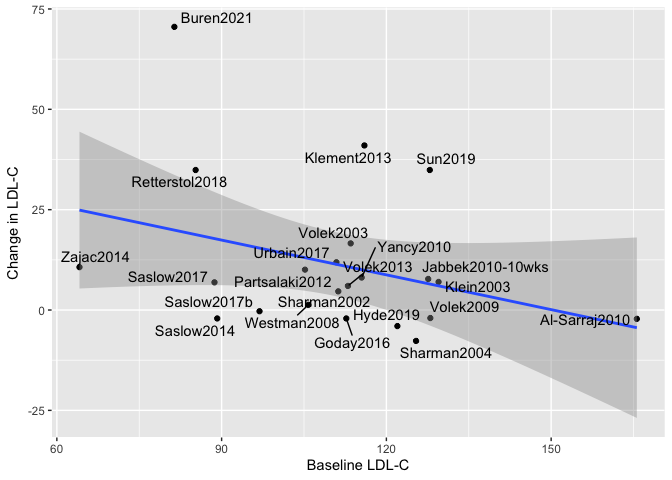 75
50
25
0
-25
Change in LDL-C
Buren2021
Klement2013
Sun2019
Retterstol2018
Volek2003
Yancy2010
Zajac2014
Urbain2017
Volek2013
Jabbek2010-10wks
Saslow2017
Partsalaki2012
Klein2003
Saslow2017b
Sharman2002
Volek2009
Hyde2019
Al-Sarraj2010
Saslow2014
Westman2008
Goday2016
Sharman2004
60
90
120
150
Baseline LDL-C